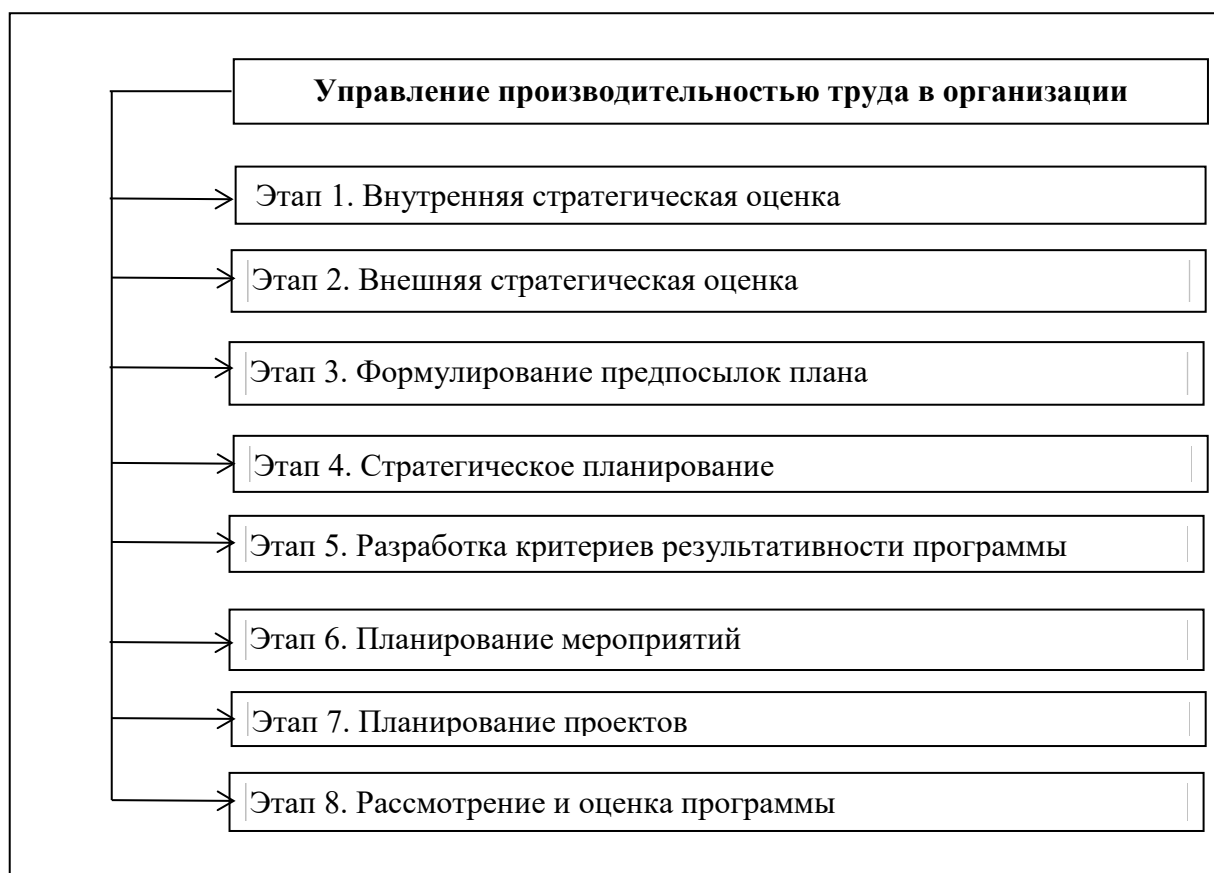 Управление производительностью труда в организации
Этап 1. Внутренняя стратегическая оценка
Этап 2. Внешняя стратегическая оценка
Этап 3. Формулирование предпосылок плана
Этап 4. Стратегическое планирование
Этап 5. Разработка критериев результативности программы
Этап 6. Планирование мероприятий
Этап 7. Планирование проектов
Этап 8. Рассмотрение и оценка программы